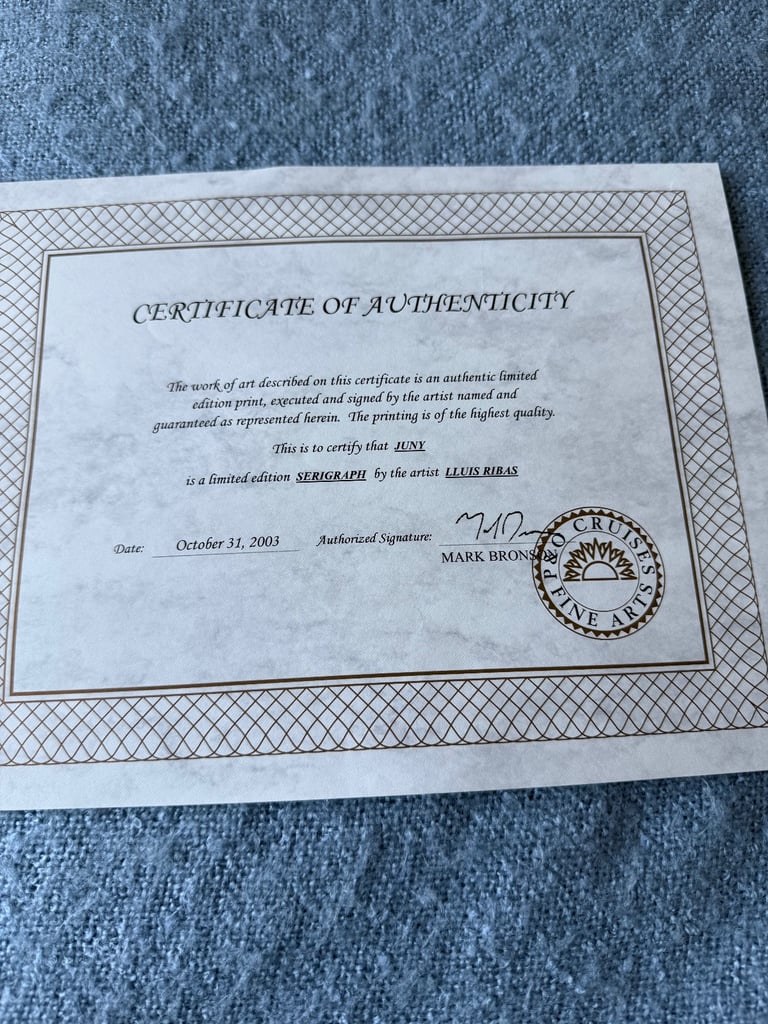 CERTIFICATE OF AUTHENTICITY
The work of art described on this certificate is an authentic limited
edition print, executed and signed by the artist named and
guaranteed as represented herein. The printing is of the highest quality.
This is to certify that JUNY
is a limited edition SERIGRAPH by the artist LLUIS RIBAS
Date: October 31, 2003 Authorized Signature:
MARK BRONS
P&O CRUISES
FINE ARTS